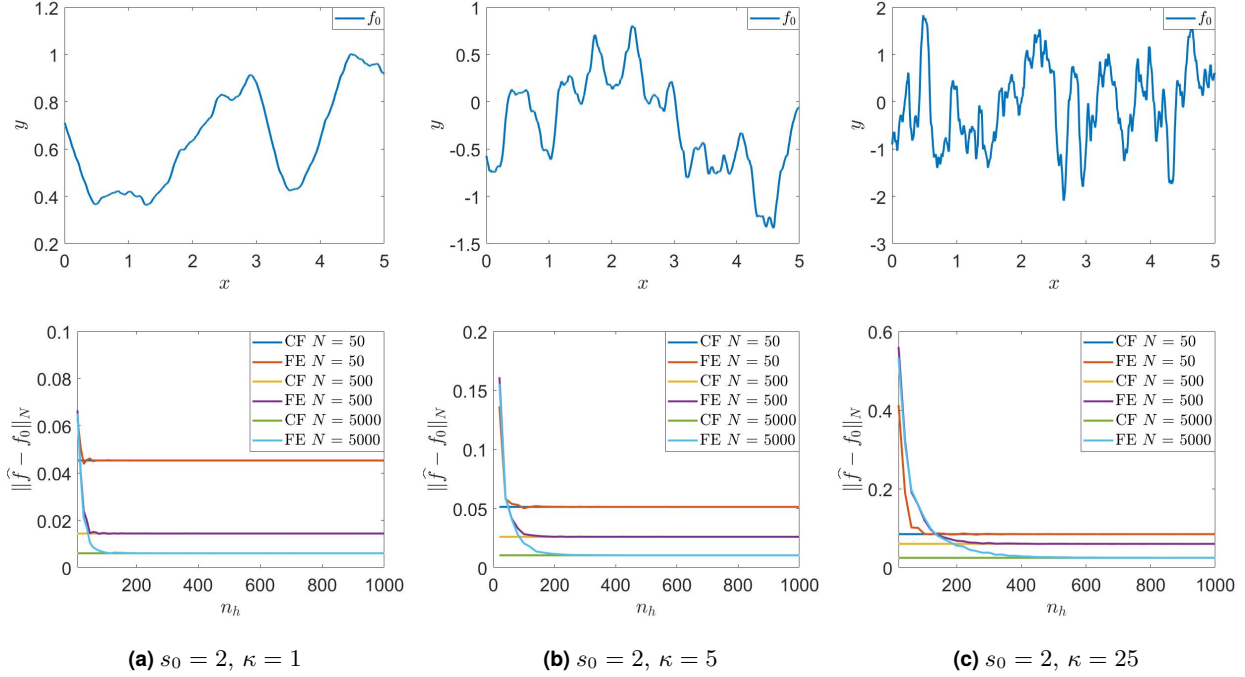 f₀
y
1
0.8
0.6
0.4
0.2
0 1 2 3 4 5
x
f₀
y
1
0.5
0
-0.5
-1
-1.5
0 1 2 3 4 5
x
f₀
y
2
1
0
-1
-2
-3
0 1 2 3 4 5
x
||f̂ − f₀||_N
0.1
0.08
0.06
0.04
0.02
0
CF N = 50
FE N = 50
CF N = 500
FE N = 500
CF N = 5000
FE N = 5000
200 400 600 800 1000
n_h
||f̂ − f₀||_N
0.2
0.15
0.1
0.05
0
CF N = 50
FE N = 50
CF N = 500
FE N = 500
CF N = 5000
FE N = 5000
200 400 600 800 1000
n_h
||f̂ − f₀||_N
0.6
0.4
0.2
0
CF N = 50
FE N = 50
CF N = 500
FE N = 500
CF N = 5000
FE N = 5000
200 400 600 800 1000
n_h
(a) s₀ = 2, κ = 1
(b) s₀ = 2, κ = 5
(c) s₀ = 2, κ = 25